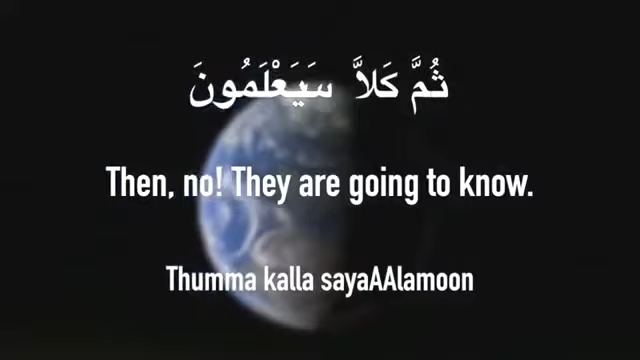 ثُمَّ كَلاَّ سَيَعْلَمُونَ
Then, no! They are going to know.
Thumma kalla sayaAAlamoon